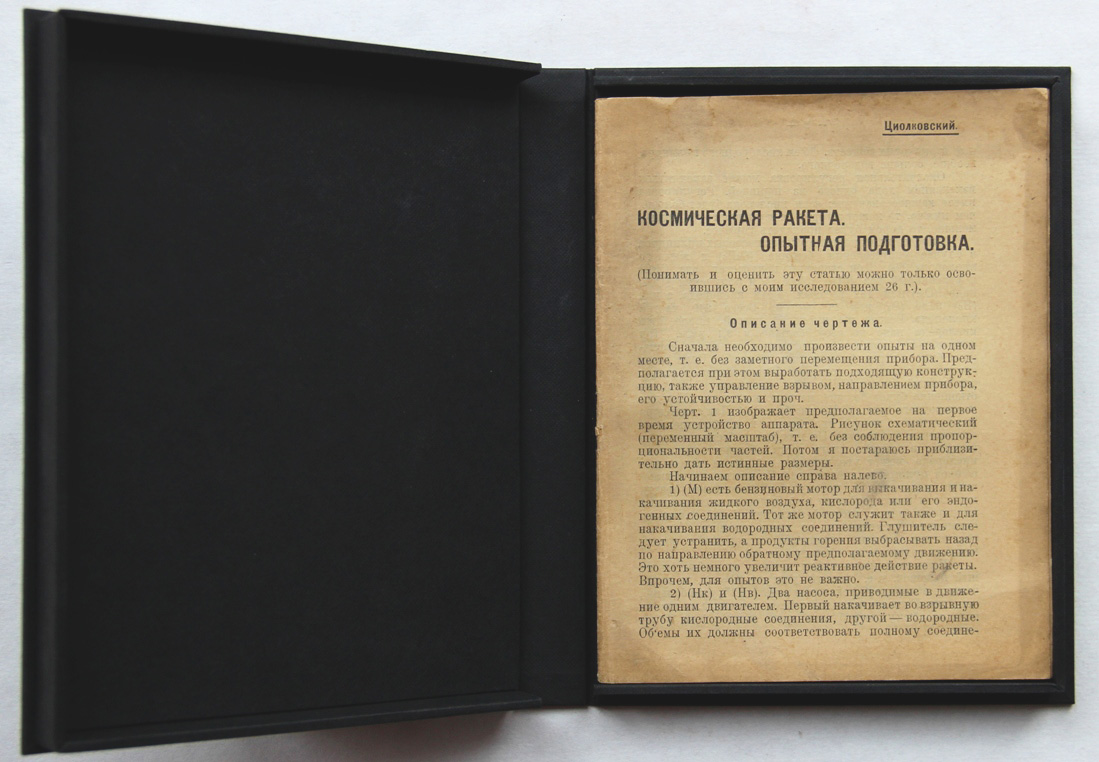 Циолковский.
КОСМИЧЕСКАЯ РАКЕТА.
ОПЫТНАЯ ПОДГОТОВКА.
(Понимать и оценить эту статью можно только осво-
ившись с моим исследованием 26 г.).
Описание чертежа.
Сначала необходимо произвести опыты на одном
месте, т. е. без заметного перемещения прибора. Пред-
полагается при этом выработать подходящую конструк-
цию, также управление взрывом, направлением прибора,
его устойчивостью и проч.
Черт. 1 изображает предполагаемое на первое
время устройство аппарата. Рисунок схематический
(переменный масштаб), т. е. без соблюдения пропор-
циональности частей. Потом я постараюсь приблизи-
тельно дать истинные размеры.
Начинаем описание справа налево.
1) (М) есть бензиновый мотор для накачивания и на-
качивания жидкого воздуха, кислорода или его эндо-
генных соединений. Тот же мотор служит также и для
накачивания водородных соединений. Глушитель сле-
дует устранить, а продукты горения выбрасывать назад
по направлению обратному предполагаемому движению.
Это хоть немного увеличит реактивное действие ракеты.
Впрочем, для опытов это не важно.
2) (Нк) и (Нв). Два насоса, приводимые в движе-
ние одним двигателем. Первый накачивает во взрывную
трубу кислородные соединения, другой — водородные.
Об'емы их должны соответствовать полному соедине-